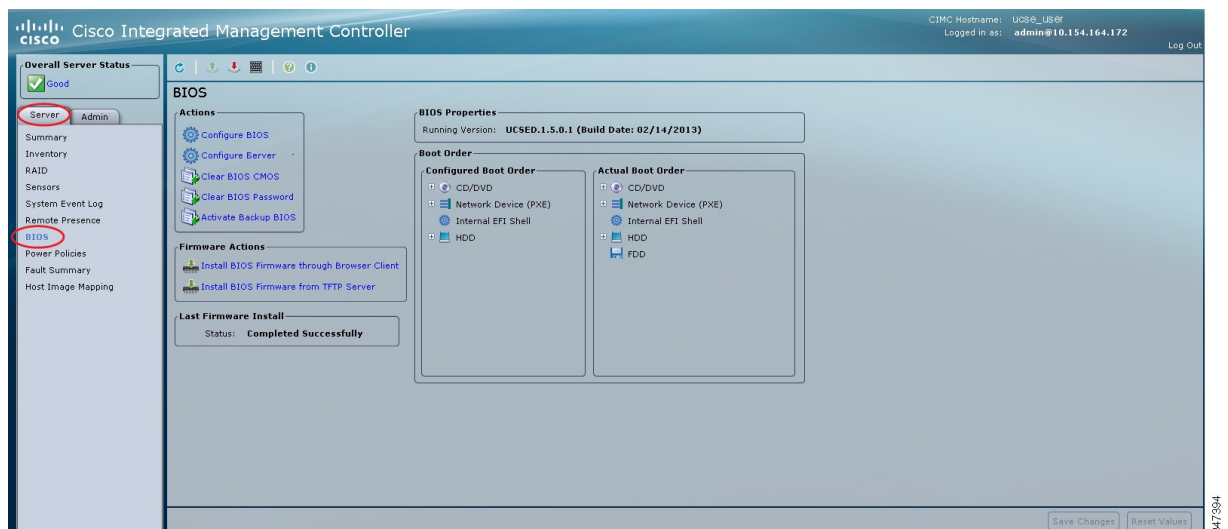 CISCO
Cisco Integrated Management Controller
CIMC Hostname: ucse_user
Logged in as: admin@10.154.164.172
Log Out
Overall Server Status
Good
Server
Admin
Summary
Inventory
RAID
Sensors
System Event Log
Remote Presence
BIOS
Power Policies
Fault Summary
Host Image Mapping
BIOS
Actions
Configure BIOS
Configure Server
Clear BIOS CMOS
Clear BIOS Password
Activate Backup BIOS
Firmware Actions
Install BIOS Firmware through Browser Client
Install BIOS Firmware from TFTP Server
Last Firmware Install
Status: Completed Successfully
BIOS Properties
Running Version: UCSED.1.5.0.1 (Build Date: 02/14/2013)
Boot Order
Configured Boot Order
CD/DVD
Network Device (PXE)
Internal EFI Shell
HDD
Actual Boot Order
CD/DVD
Network Device (PXE)
Internal EFI Shell
HDD
FDD
Save Changes
Reset Values